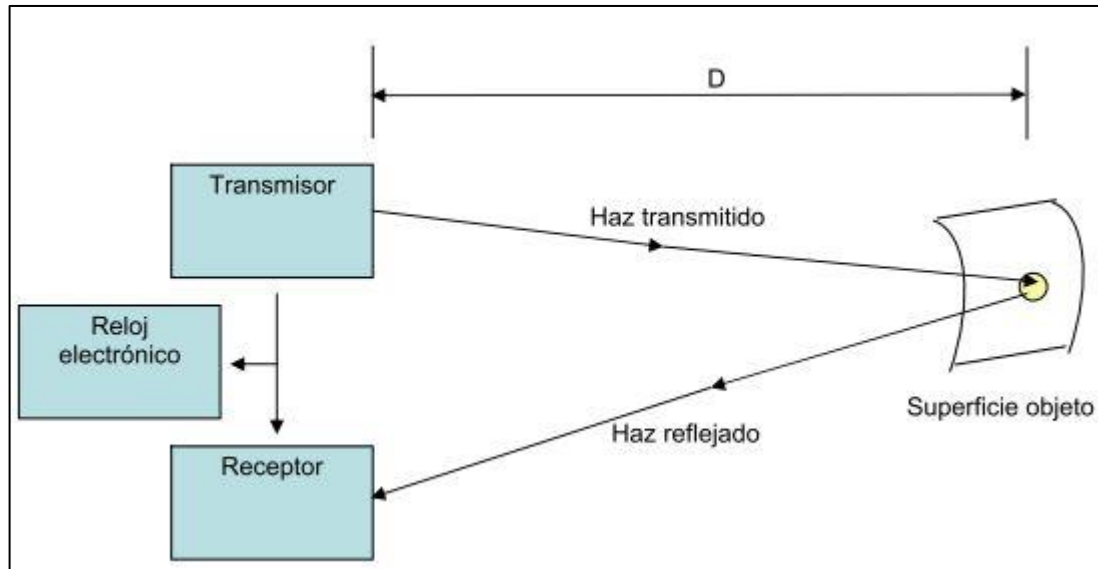 D
Transmisor
Haz transmitido
Reloj
electrónico
Superficie objeto
Haz reflejado
Receptor